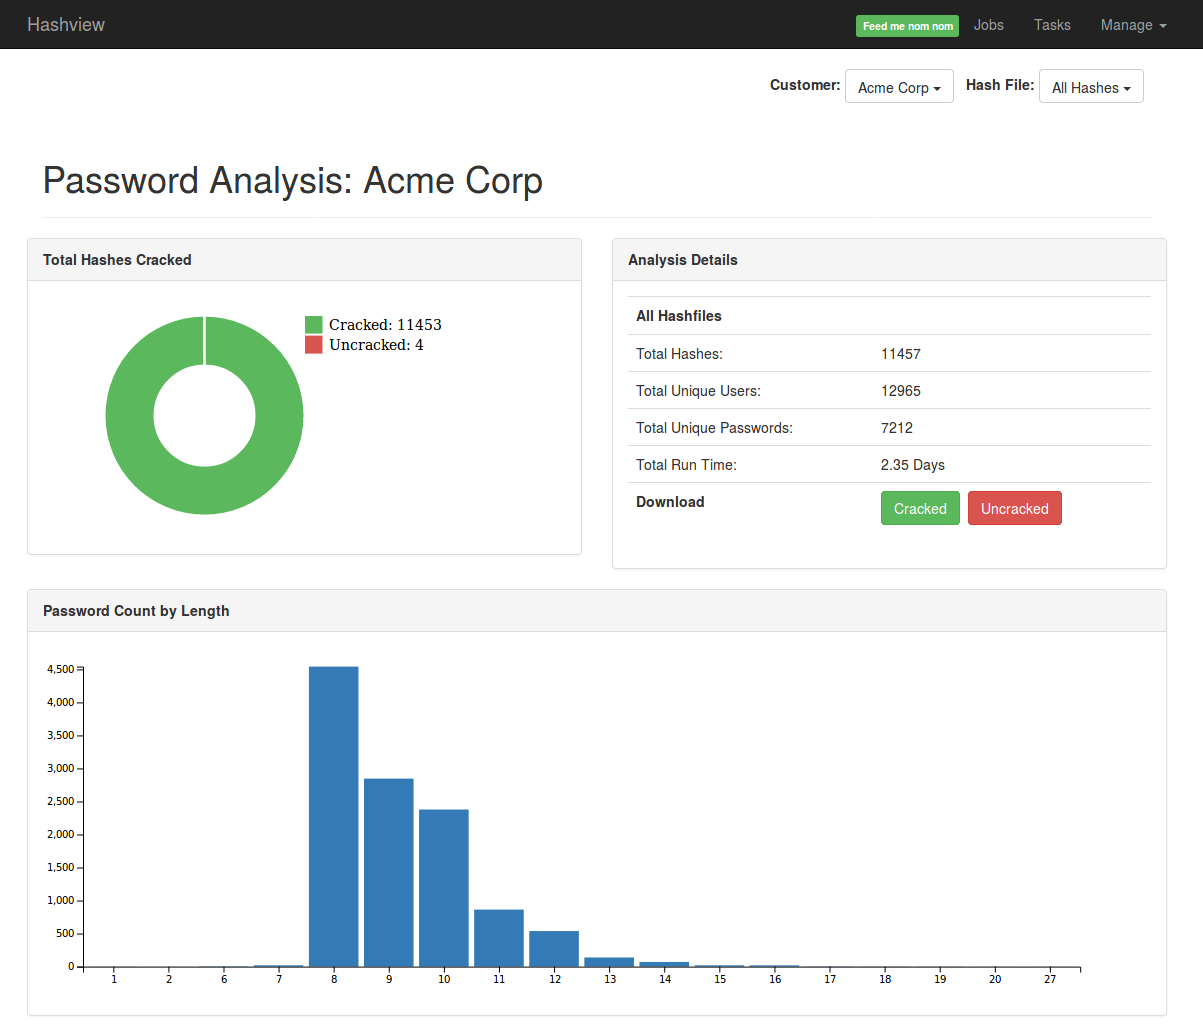 Hashview
Feed me nom nom Jobs Tasks Manage
Customer: Acme Corp Hash File: All Hashes
Password Analysis: Acme Corp
Total Hashes Cracked
Cracked: 11453
Uncracked: 4
Analysis Details
All Hashfiles
Total Hashes: 11457
Total Unique Users: 12965
Total Unique Passwords: 7212
Total Run Time: 2.35 Days
Download Cracked Uncracked
Password Count by Length
4,500
4,000
3,500
3,000
2,500
2,000
1,500
1,000
500
0
1 2 6 7 8 9 10 11 12 13 14 15 16 17 18 19 20 27